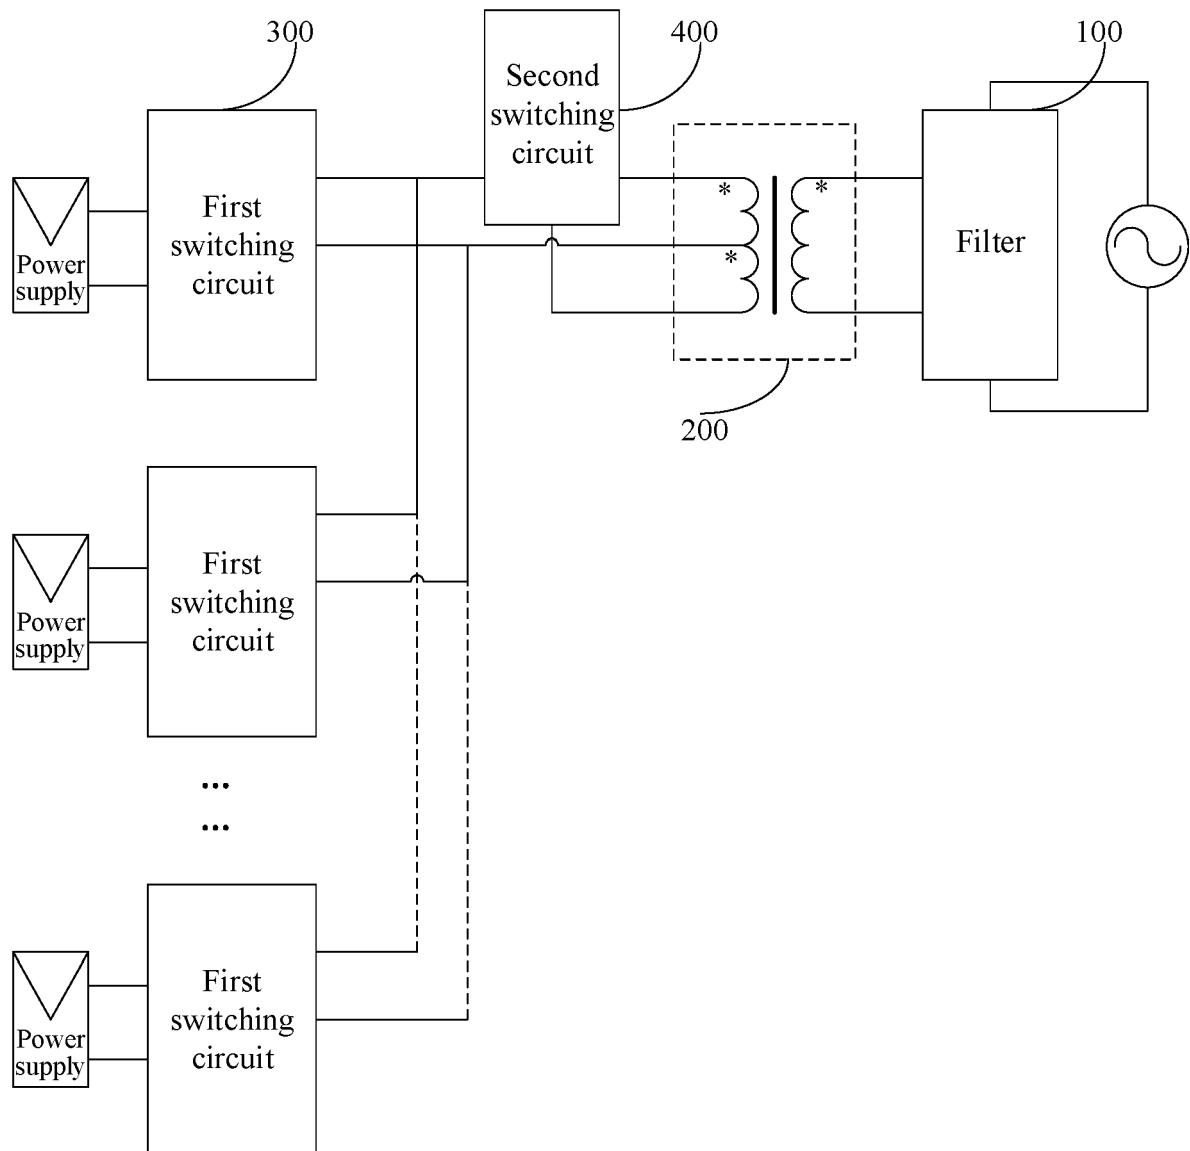 300
400
100
Second
switching
circuit
First
switching
circuit
Power
supply
*
*
*
Filter
200
First
switching
circuit
Power
supply
...
...
First
switching
circuit
Power
supply